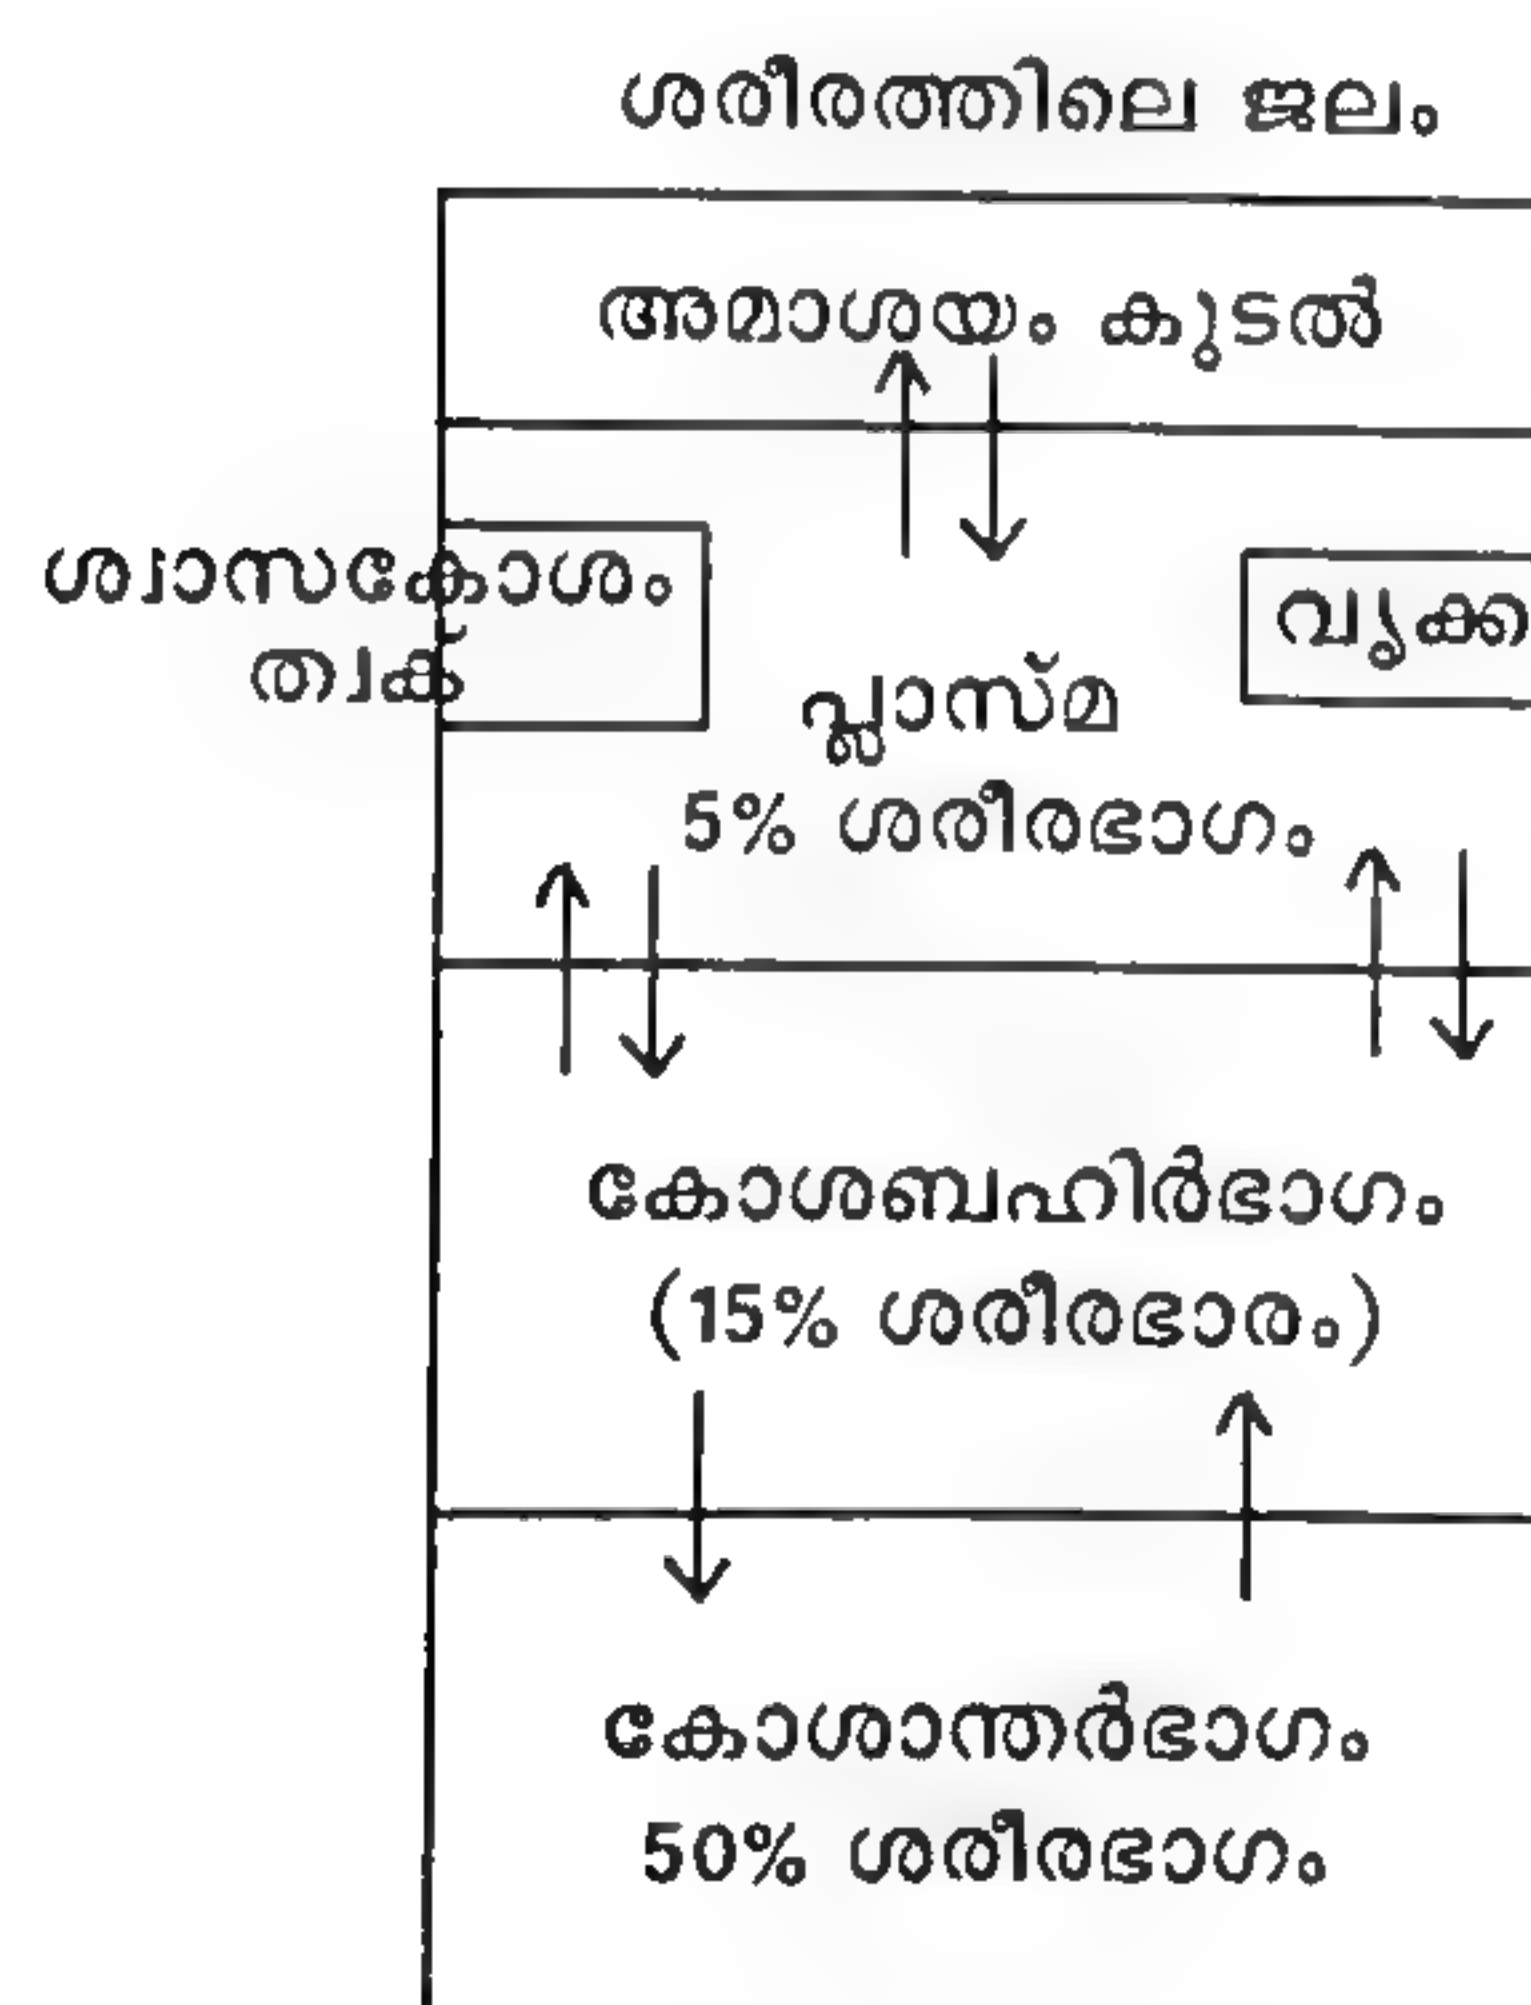 ശരീരത്തിലെ ജലം
അമാശയം കുടൽ
ശ്വാസകോശം
ത്വക്
വൃക്ക
പ്ലാസ്മ
5% ശരീരഭാഗം
കോശബഹിർഭാഗം
(15% ശരീരഭാരം)
കോശാന്തർഭാഗം
50% ശരീരഭാഗം